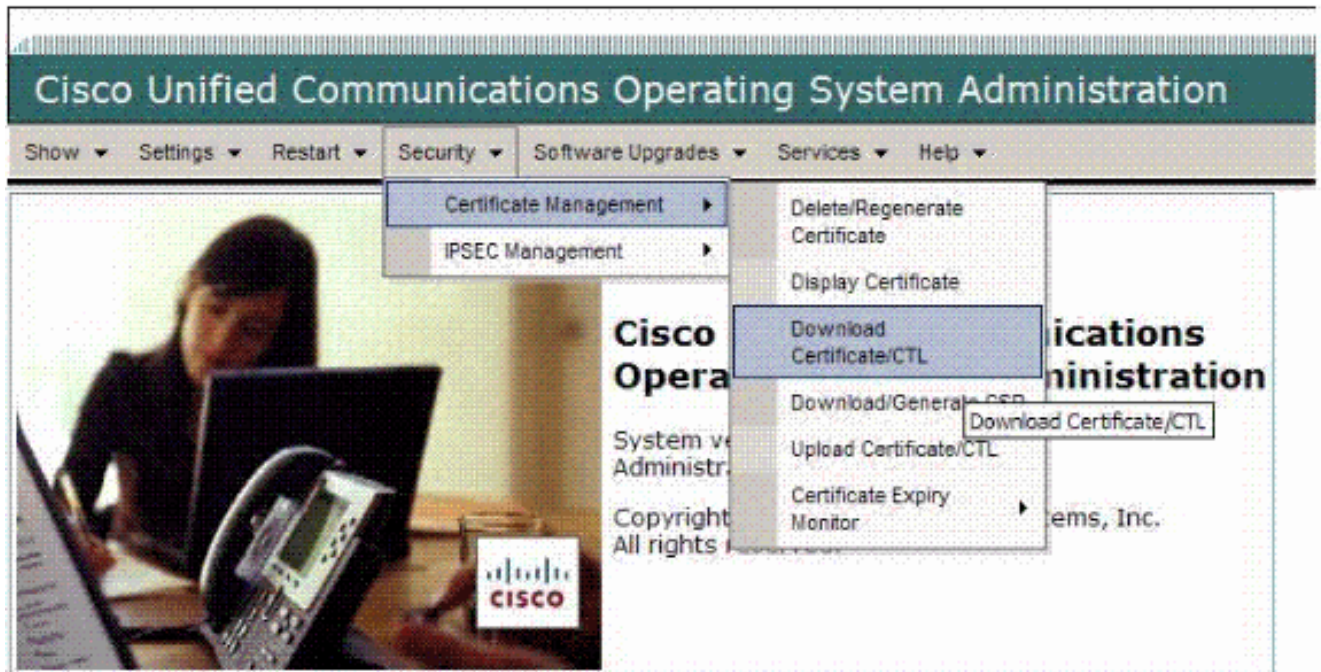 Cisco Unified Communications Operating System Administration
Show Settings Restart Security Software Upgrades Services Help
Certificate Management
IPSEC Management
Delete/Regenerate
Certificate
Display Certificate
Download
Certificate/CTL
Download/Generate
Download Certificate/CTL
Upload Certificate/CTL
Certificate Expiry
Monitor
Cisco ications
Opera ninistration
System ve
Administr
Copyright ems, Inc.
All rights
CISCO